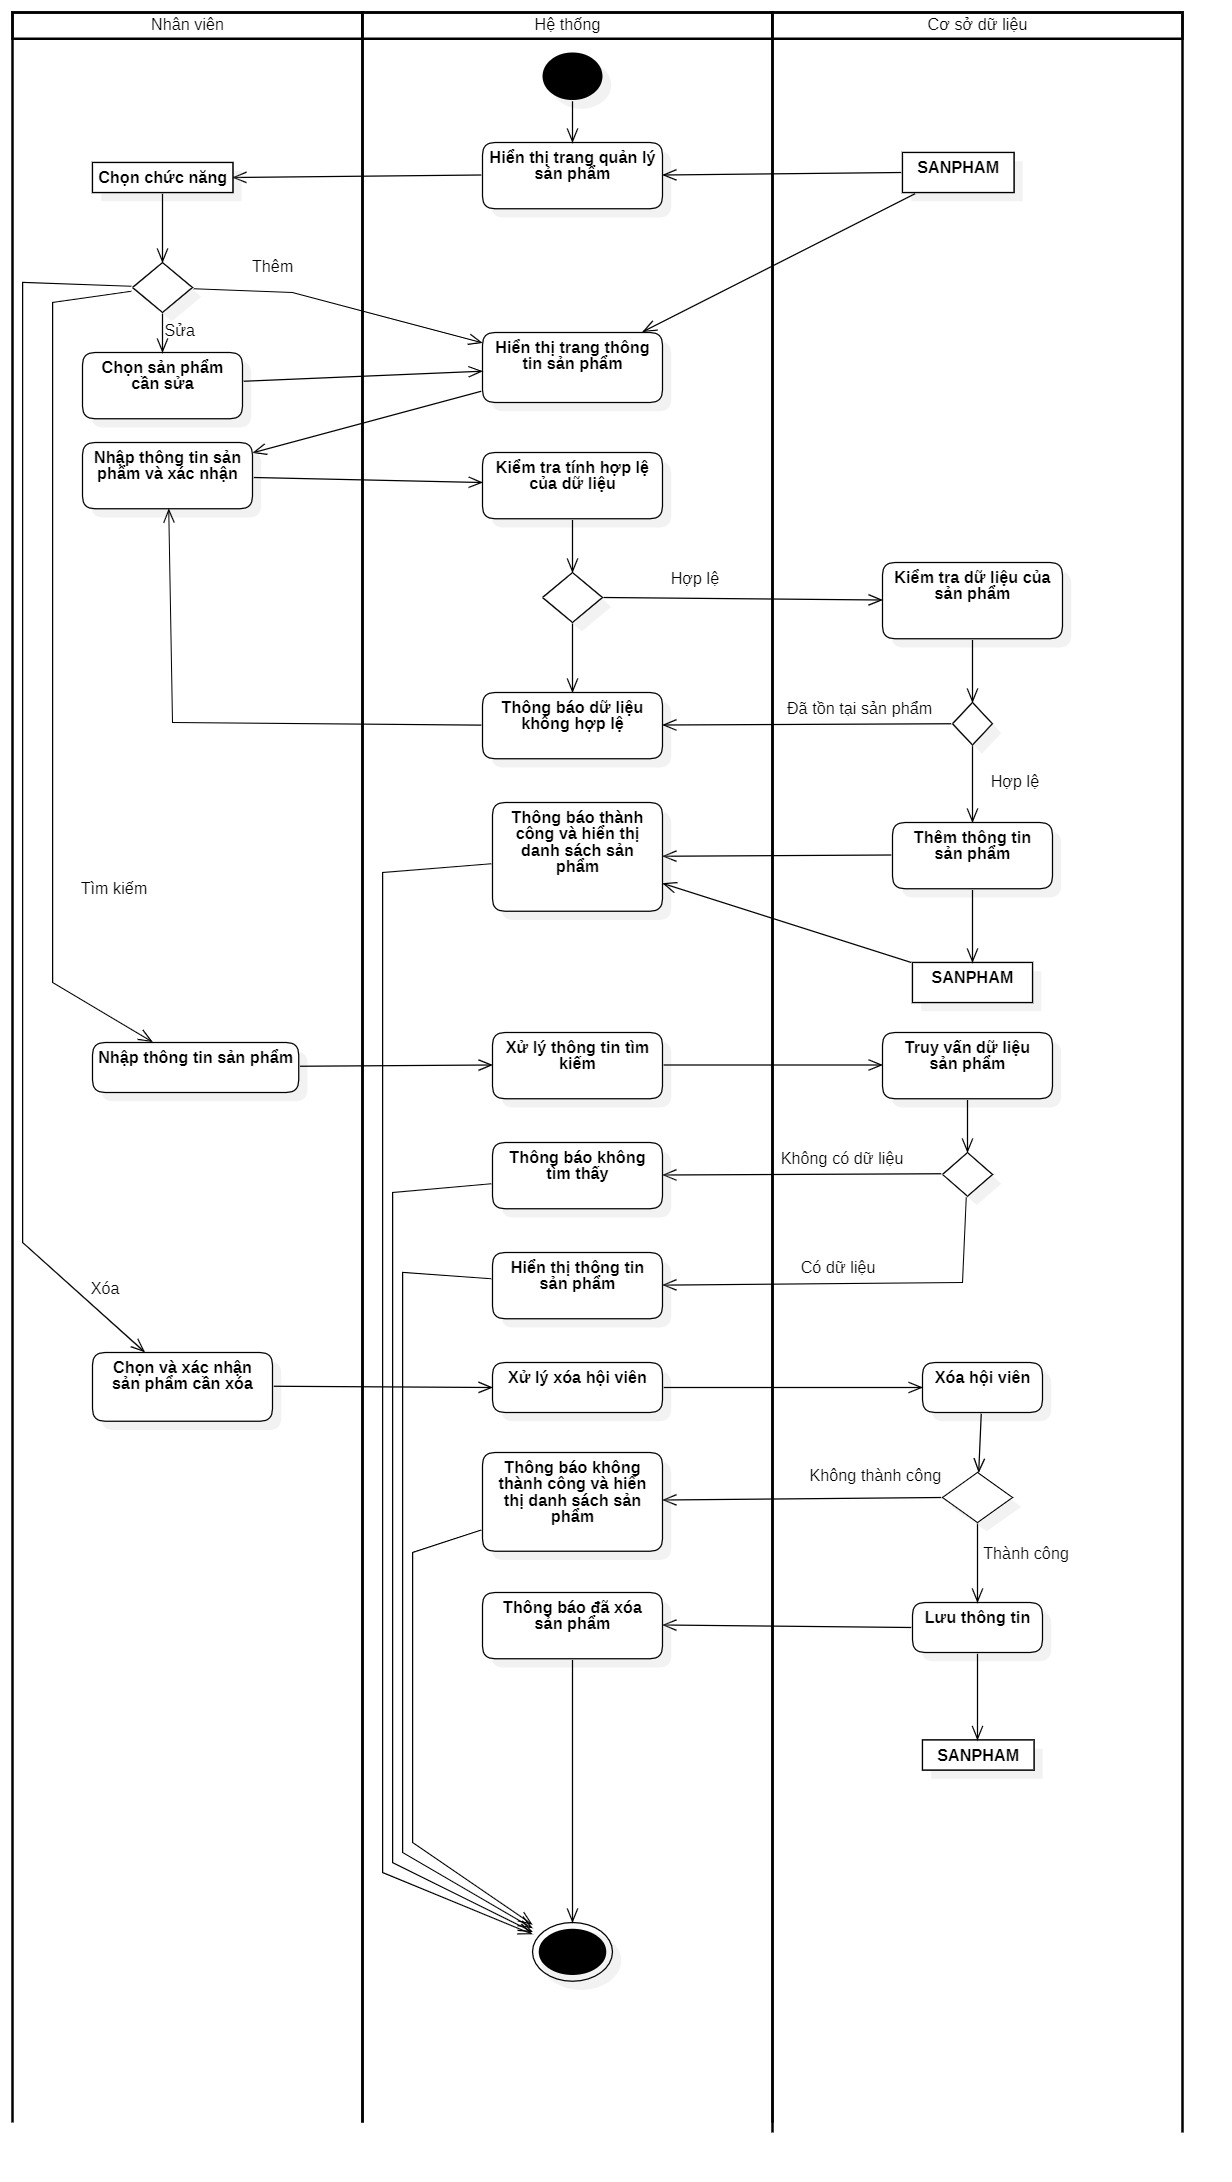 Nhân viên
Hệ thống
Cơ sở dữ liệu
Hiển thị trang quản lý
sản phẩm
SANPHAM
Chọn chức năng
Thêm
Sửa
Hiển thị trang thông
tin sản phẩm
Chọn sản phẩm
cần sửa
Nhập thông tin sản
phẩm và xác nhận
Kiểm tra tính hợp lệ
của dữ liệu
Hợp lệ
Kiểm tra dữ liệu của
sản phẩm
Thông báo dữ liệu
không hợp lệ
Đã tồn tại sản phẩm
Hợp lệ
Thông báo thành
công và hiển thị
danh sách sản
phẩm
Thêm thông tin
sản phẩm
Tìm kiếm
SANPHAM
Nhập thông tin sản phẩm
Xử lý thông tin tìm
kiếm
Truy vấn dữ liệu
sản phẩm
Thông báo không
tìm thấy
Không có dữ liệu
Hiển thị thông tin
sản phẩm
Có dữ liệu
Xóa
Chọn và xác nhận
sản phẩm cần xóa
Xử lý xóa hội viên
Xóa hội viên
Thông báo không
thành công và hiển
thị danh sách sản
phẩm
Không thành công
Thành công
Thông báo đã xóa
sản phẩm
Lưu thông tin
SANPHAM